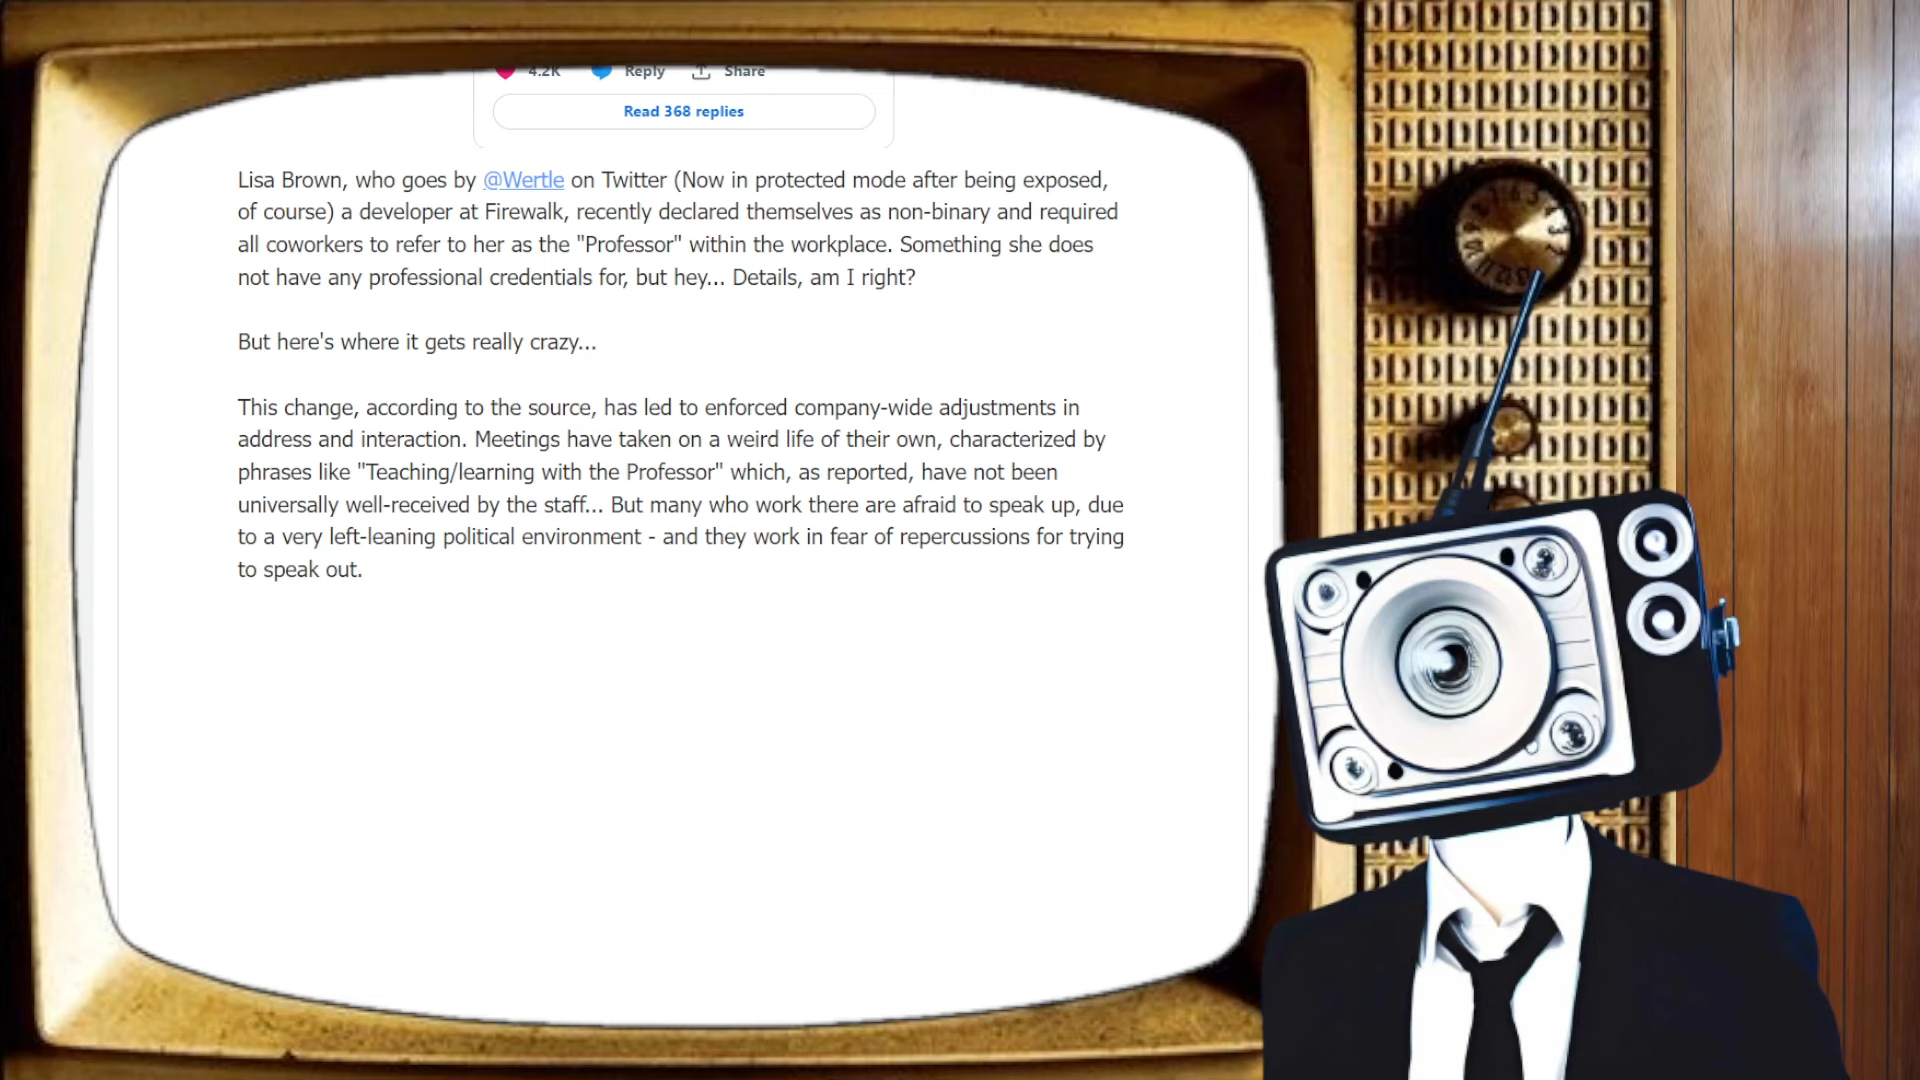 4.2K Reply Share
Read 368 replies
Lisa Brown, who goes by @Wertle on Twitter (Now in protected mode after being exposed,
of course) a developer at Firewalk, recently declared themselves as non-binary and required
all coworkers to refer to her as the "Professor" within the workplace. Something she does
not have any professional credentials for, but hey... Details, am I right?
But here's where it gets really crazy...
This change, according to the source, has led to enforced company-wide adjustments in
address and interaction. Meetings have taken on a weird life of their own, characterized by
phrases like "Teaching/learning with the Professor" which, as reported, have not been
universally well-received by the staff... But many who work there are afraid to speak up, due
to a very left-leaning political environment - and they work in fear of repercussions for trying
to speak out.